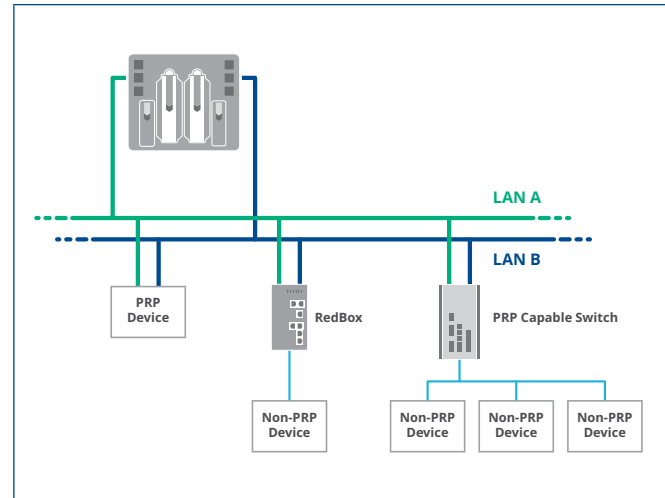 LAN A
LAN B
PRP
Device
RedBox
PRP Capable Switch
Non-PRP
Device
Non-PRP
Device
Non-PRP
Device
Non-PRP
Device